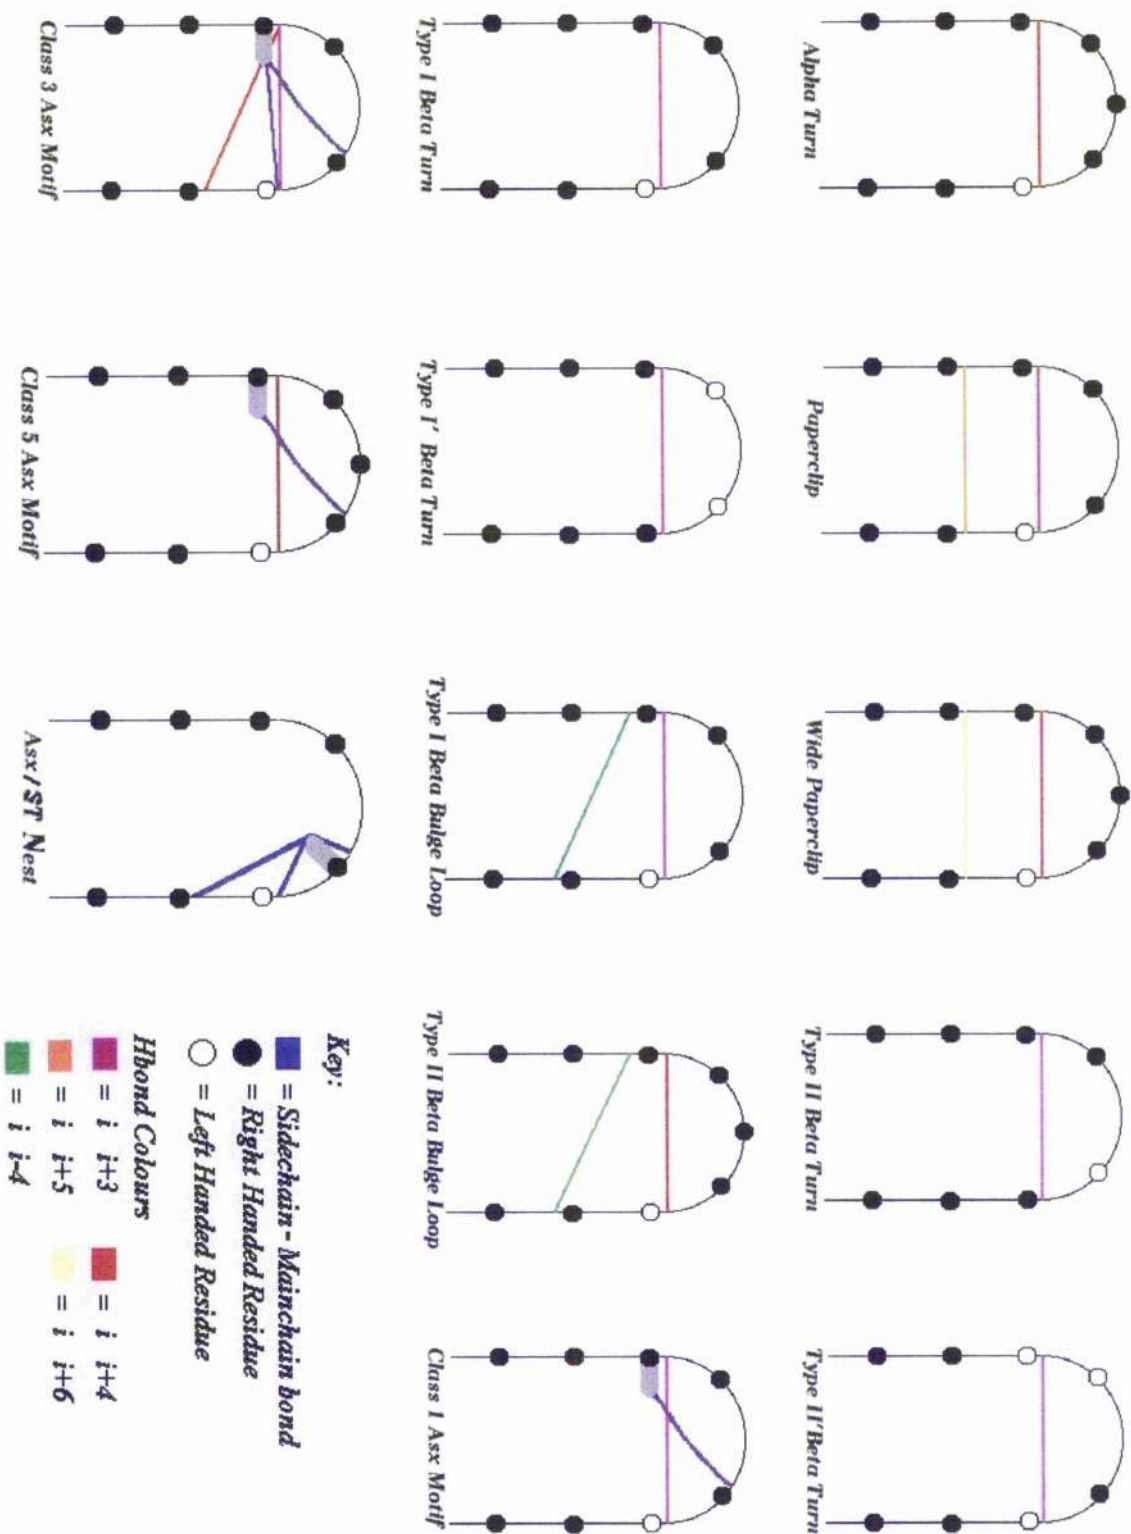 Alpha Turn
Paperclip
Wide Paperclip
Type II Beta Turn
Type II' Beta Turn
Type I Beta Turn
Type I' Beta Turn
Type I Beta Bulge Loop
Type II Beta Bulge Loop
Class 1 Asx Motif
Class 3 Asx Motif
Class 5 Asx Motif
Asx / ST Nest
Key:
= Sidechain - Mainchain bond
= Right Handed Residue
= Left Handed Residue
Hbond Colours
= i i+3 = i i+4
= i i+5 = i i+6
= i i-4